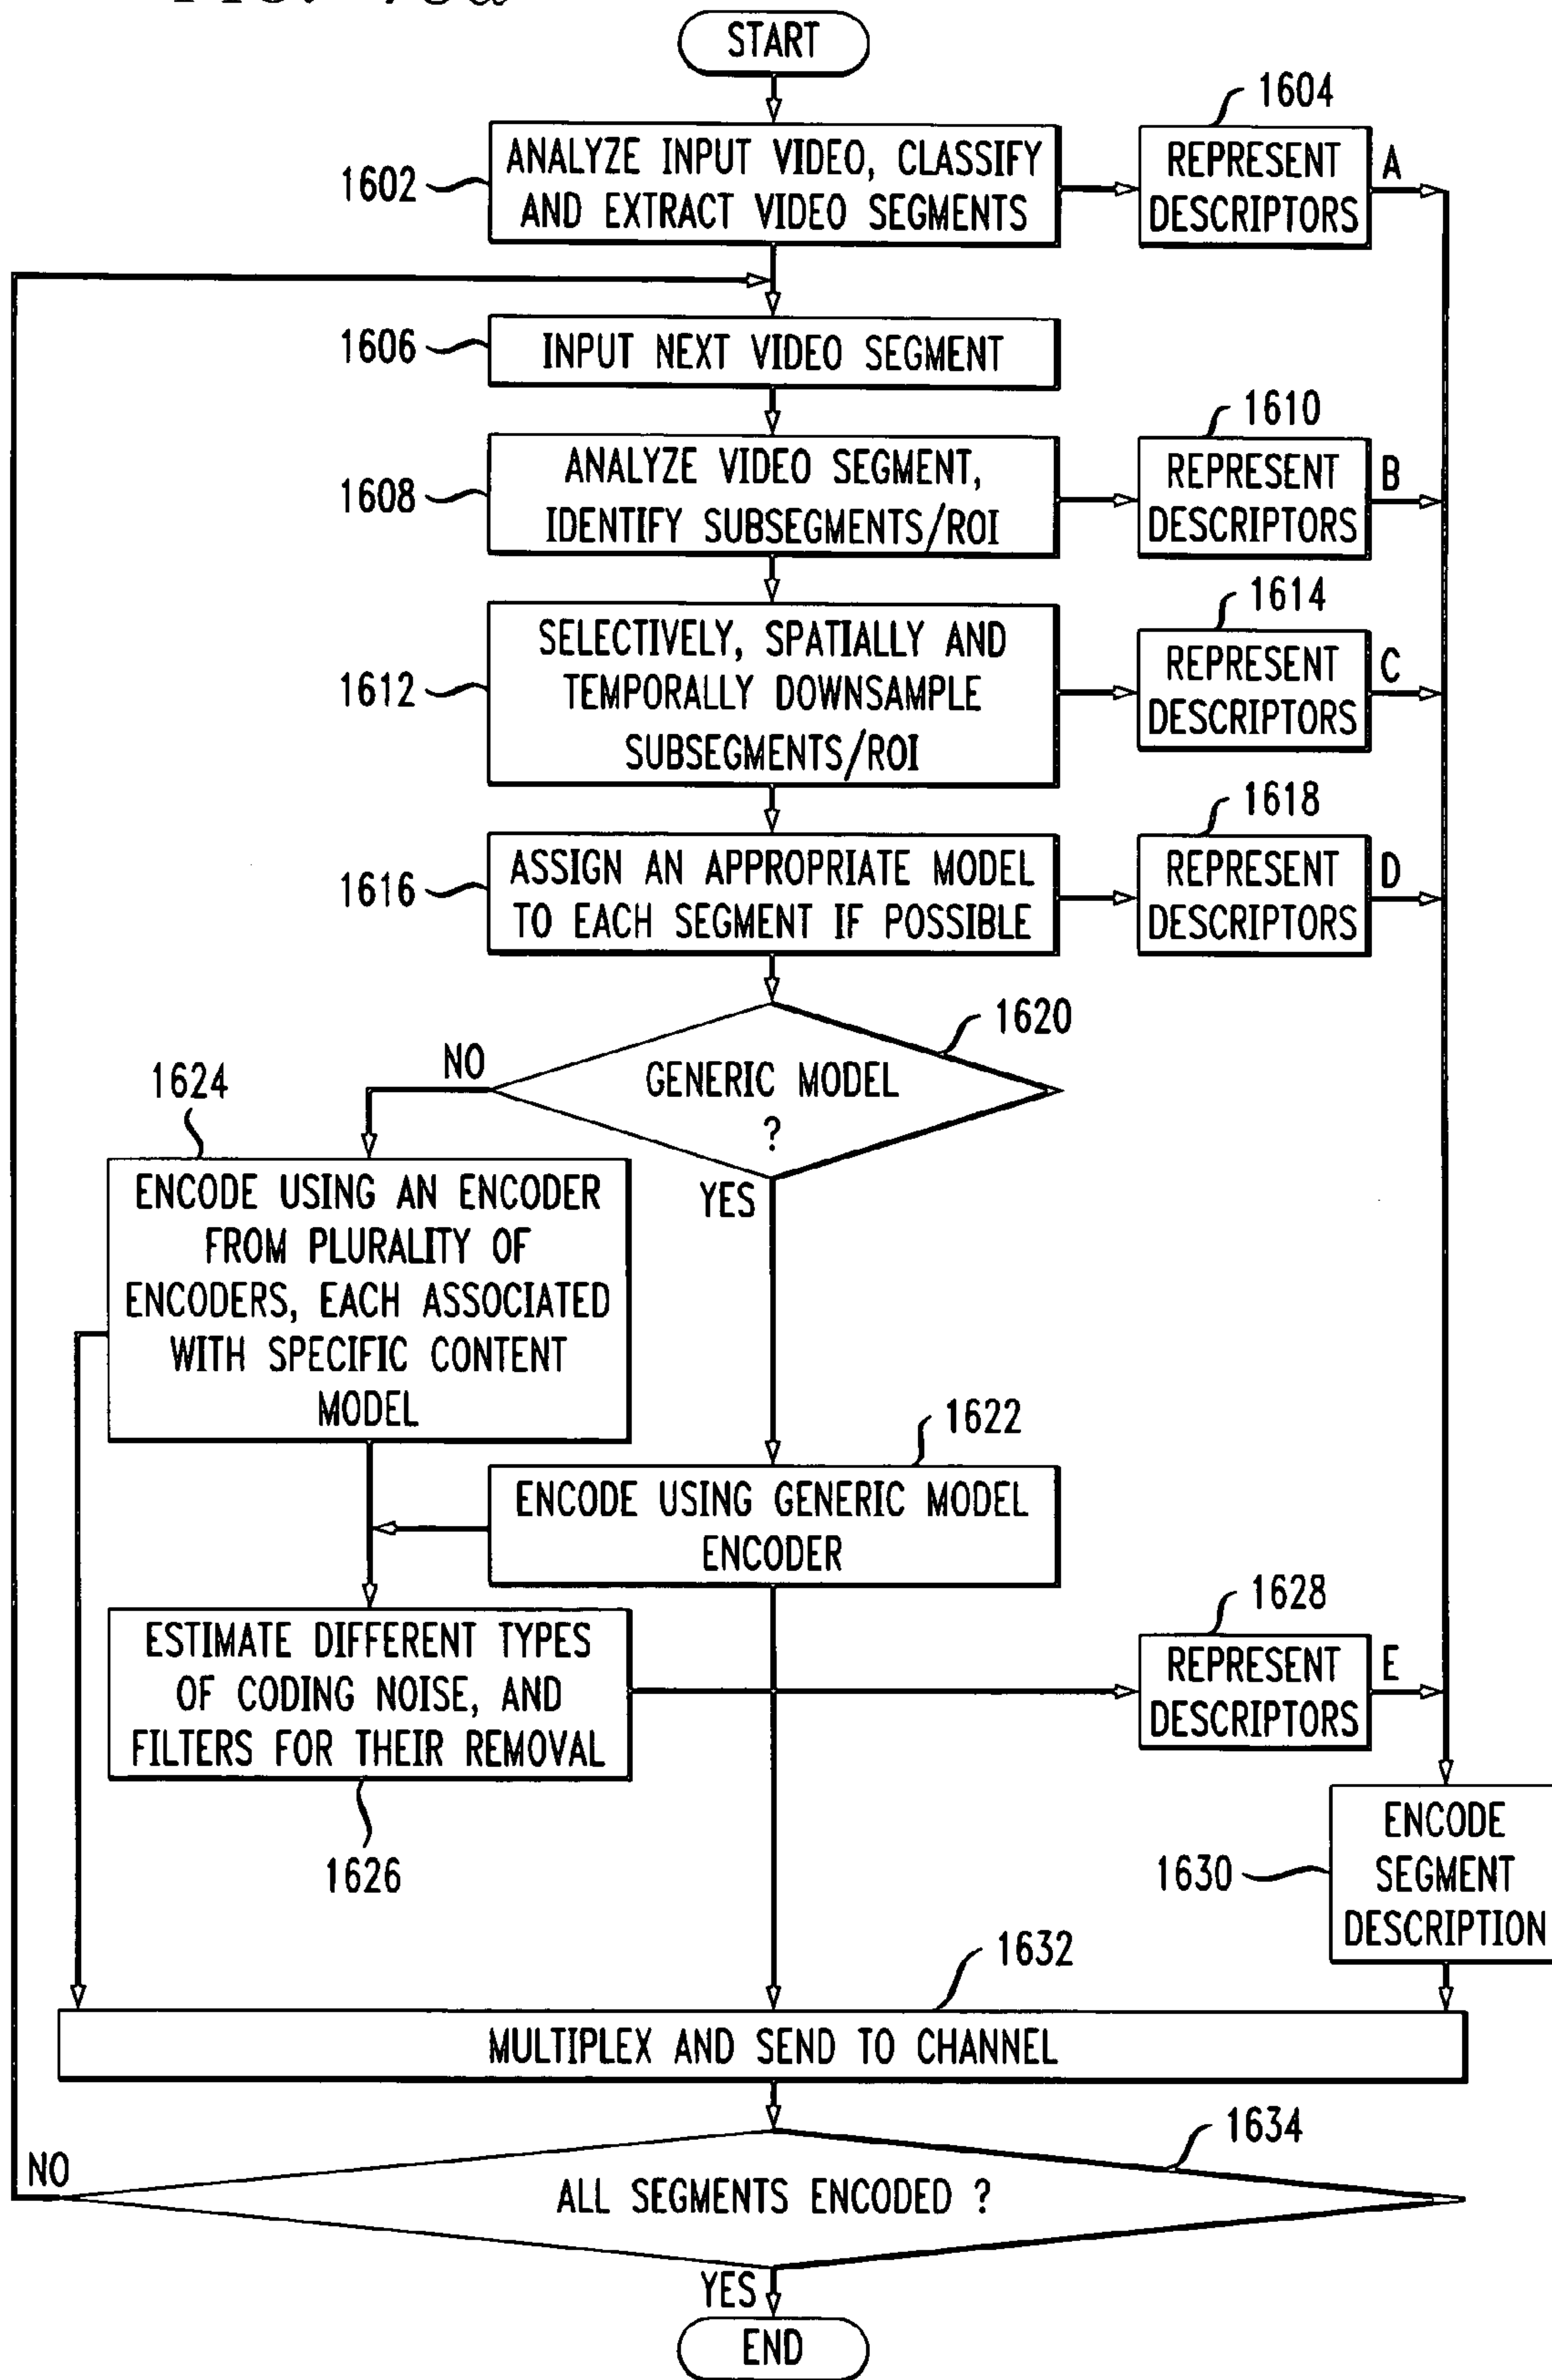 START
1604
ANALYZE INPUT VIDEO, CLASSIFY
AND EXTRACT VIDEO SEGMENTS
1602
REPRESENT
DESCRIPTORS
A
1606
INPUT NEXT VIDEO SEGMENT
1610
ANALYZE VIDEO SEGMENT,
IDENTIFY SUBSEGMENTS/ROI
1608
REPRESENT
DESCRIPTORS
B
1614
SELECTIVELY, SPATIALLY AND
TEMPORALLY DOWNSAMPLE
SUBSEGMENTS/ROI
1612
REPRESENT
DESCRIPTORS
C
1618
ASSIGN AN APPROPRIATE MODEL
TO EACH SEGMENT IF POSSIBLE
1616
REPRESENT
DESCRIPTORS
D
1620
GENERIC MODEL
?
NO
YES
1624
ENCODE USING AN ENCODER
FROM PLURALITY OF
ENCODERS, EACH ASSOCIATED
WITH SPECIFIC CONTENT
MODEL
1622
ENCODE USING GENERIC MODEL
ENCODER
ESTIMATE DIFFERENT TYPES
OF CODING NOISE, AND
FILTERS FOR THEIR REMOVAL
1626
1628
REPRESENT
DESCRIPTORS
E
1630
ENCODE
SEGMENT
DESCRIPTION
1632
MULTIPLEX AND SEND TO CHANNEL
1634
ALL SEGMENTS ENCODED ?
NO
YES
END